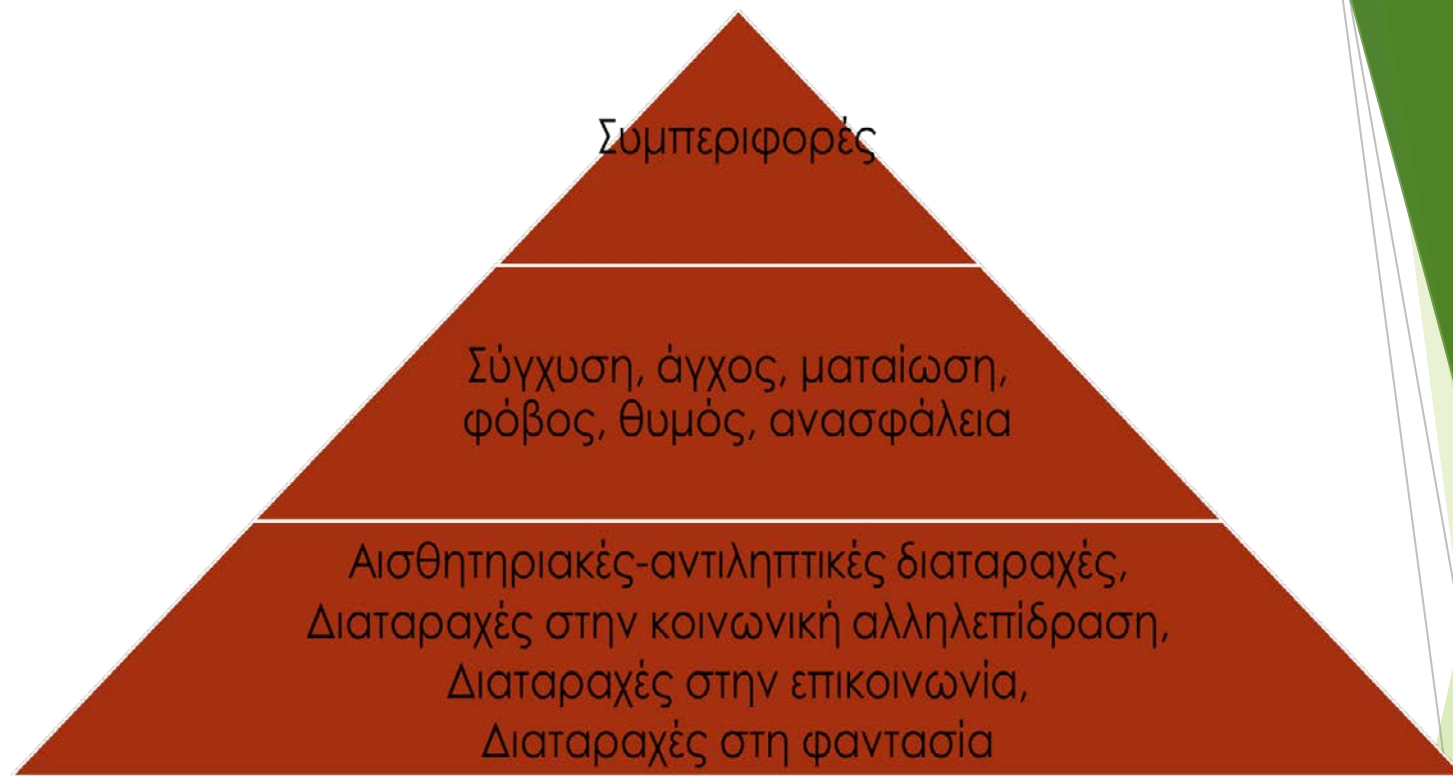 Συμπεριφορές
Σύγχυση, άγχος, ματαίωση,
φόβος, θυμός, ανασφάλεια
Αισθητηριακές-αντιληπτικές διαταραχές,
Διαταραχές στην κοινωνική αλληλεπίδραση,
Διαταραχές στην επικοινωνία,
Διαταραχές στη φαντασία